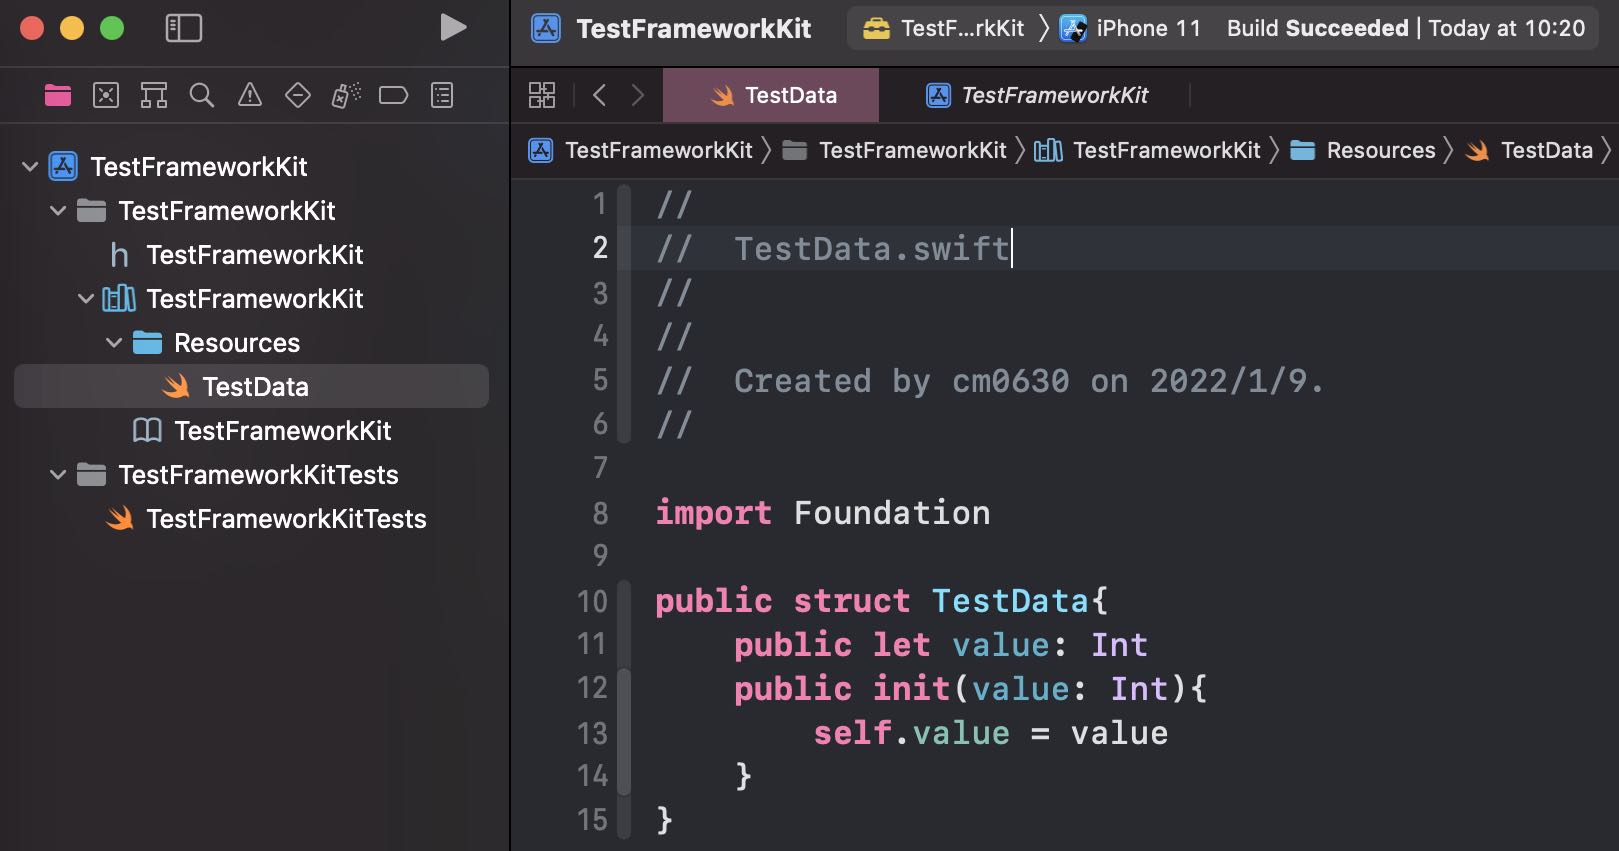 TestFrameworkKit
TestF...rkKit
iPhone 11
Build Succeeded | Today at 10:20
TestData
TestFrameworkKit
TestFrameworkKit
TestFrameworkKit
TestFrameworkKit
Resources
TestData
TestFrameworkKit
TestFrameworkKit
h TestFrameworkKit
TestFrameworkKit
Resources
TestData
TestFrameworkKit
TestFrameworkKitTests
TestFrameworkKitTests
1 //
2 //  TestData.swift
3 //
4 //
5 //  Created by cm0630 on 2022/1/9.
6 //
7
8 import Foundation
9
10 public struct TestData{
11     public let value: Int
12     public init(value: Int){
13         self.value = value
14     }
15 }